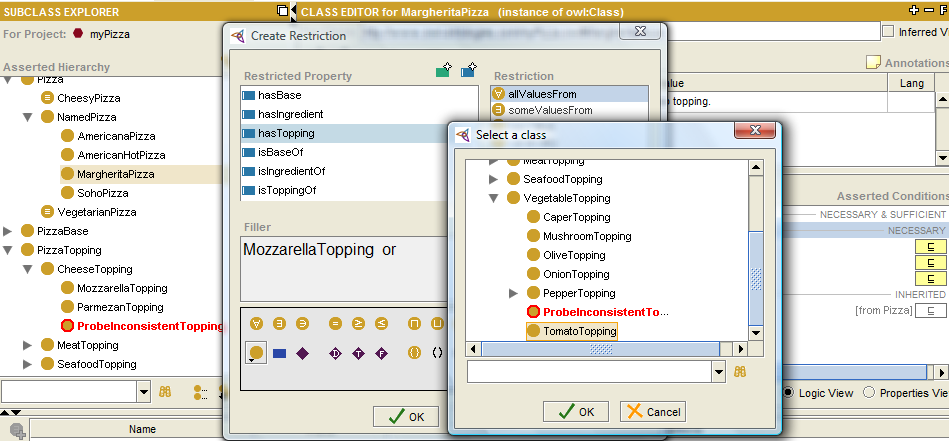 SUBCLASS EXPLORER
For Project: myPizza
Asserted Hierarchy
Pizza
CheesyPizza
NamedPizza
AmericanaPizza
AmericanHotPizza
MargheritaPizza
SohoPizza
VegetarianPizza
PizzaBase
PizzaTopping
CheeseTopping
MozzarellaTopping
ParmezanTopping
ProbeInconsistentTopping
MeatTopping
SeafoodTopping
Name
CLASS EDITOR for MargheritaPizza (instance of owl:Class)
Inferred Vi
Annotations
alue
Lang
topping.
Create Restriction
Restricted Property
hasBase
hasIngredient
hasTopping
isBaseOf
isIngredientOf
isToppingOf
Restriction
allValuesFrom
someValuesFrom
Filler
MozzarellaTopping or
OK
Select a class
MeatTopping
SeafoodTopping
VegetableTopping
CaperTopping
MushroomTopping
OliveTopping
OnionTopping
PepperTopping
ProbeInconsistentTo...
TomatoTopping
OK
Cancel
Asserted Conditions
NECESSARY & SUFFICIENT
NECESSARY
INHERITED
[from Pizza]
Logic View
Properties Vie